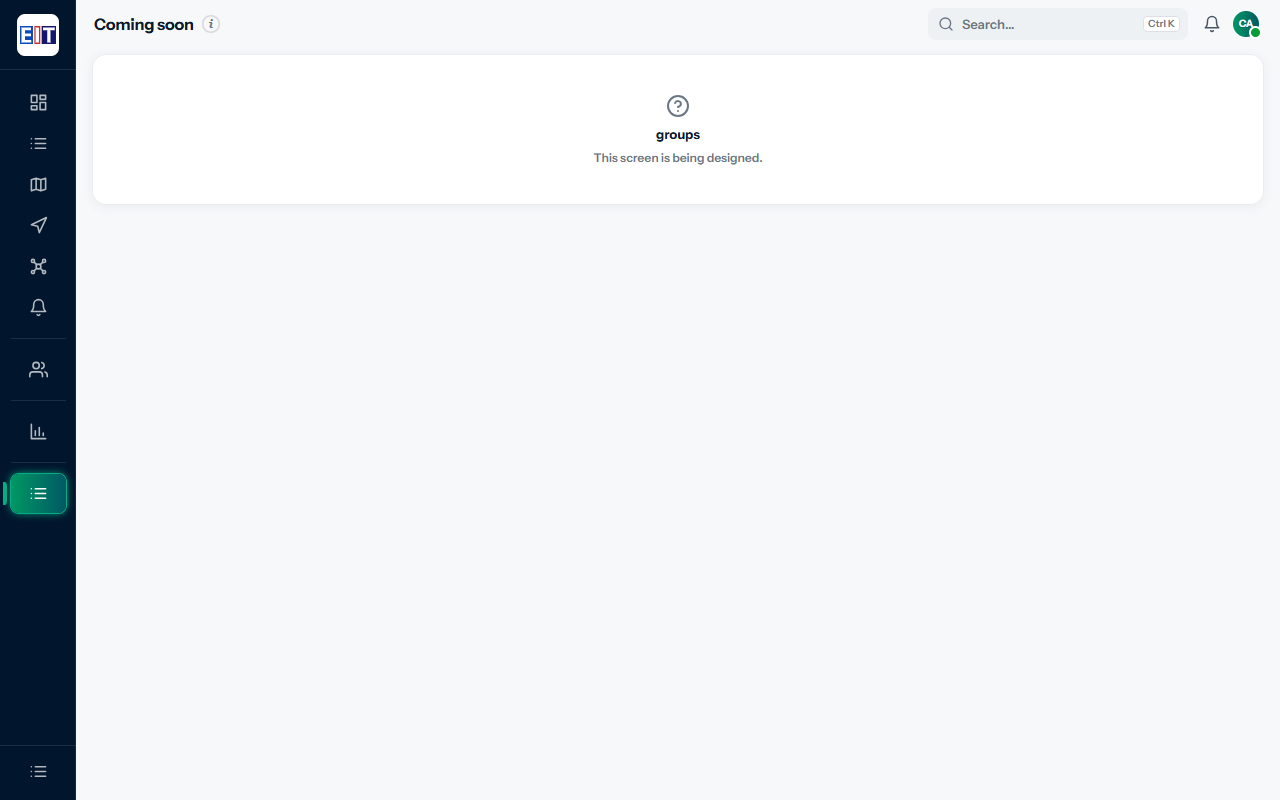 EIT
Coming soon
i
Search...
Ctrl K
CA
groups
This screen is being designed.